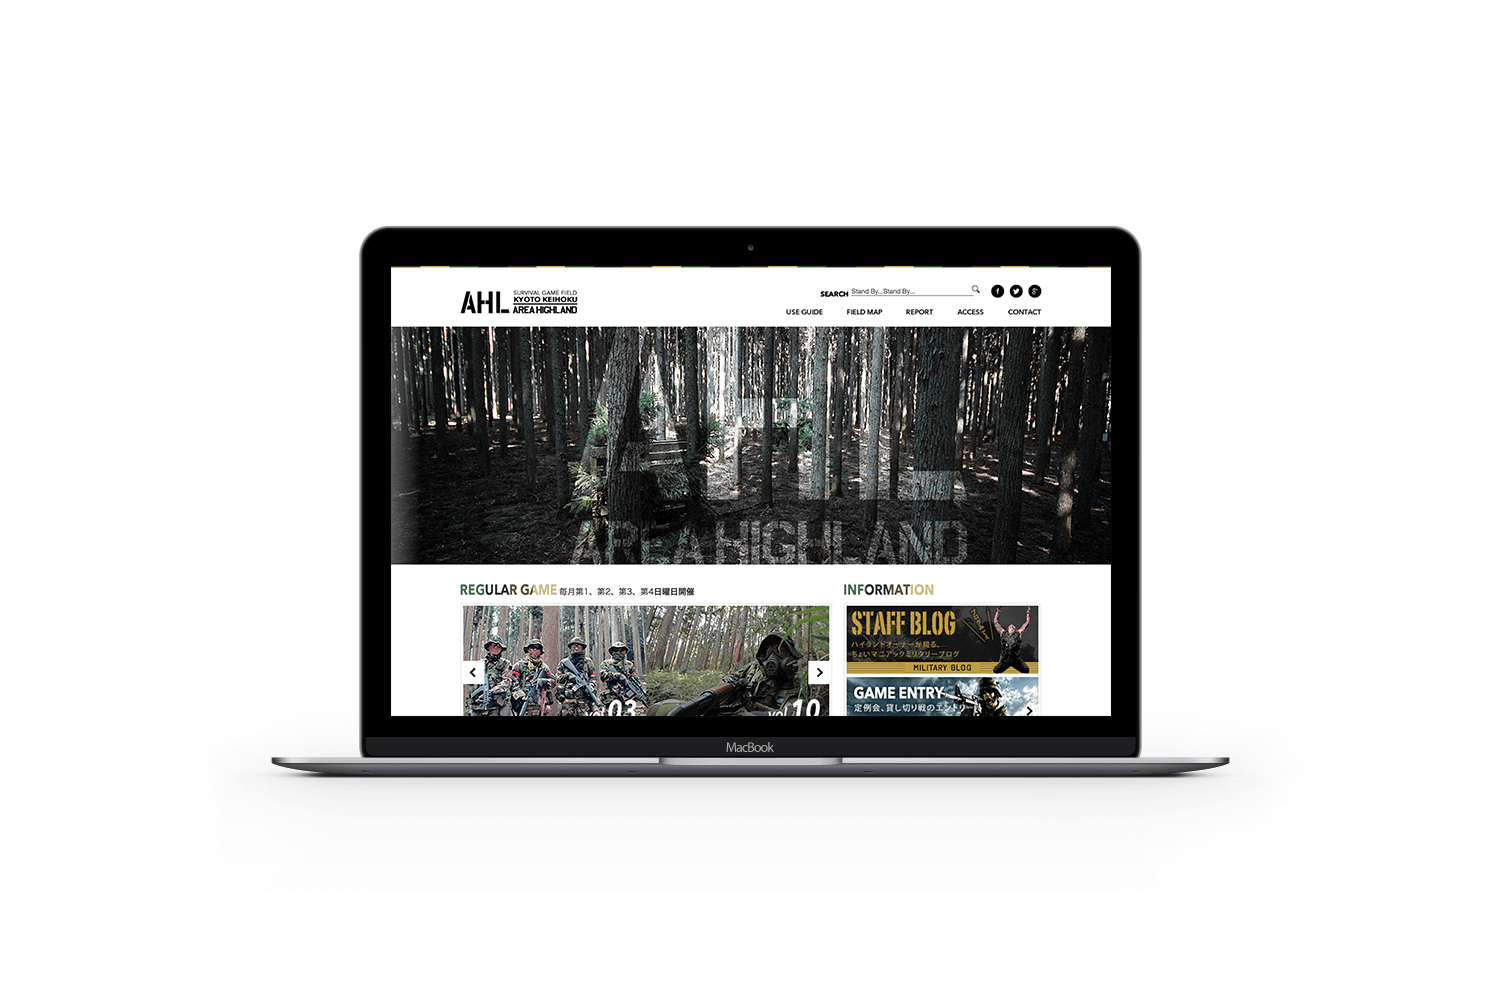 AHL
SURVIVAL GAME FIELD
KYOTO KEIHOKU
AREA HIGHLAND
SEARCH Stand By...Stand By...
USE GUIDE FIELD MAP REPORT ACCESS CONTACT
AHL
AREA HIGHLAND
REGULAR GAME 毎月第1、第2、第3、第4日曜日開催
INFORMATION
STAFF BLOG
ハイランドオーナーが綴る、
ちょいマニアックミリタリーブログ
MILITARY BLOG
vol.03
vol.10
GAME ENTRY
定例会、貸し切り戦のエントリー
MacBook